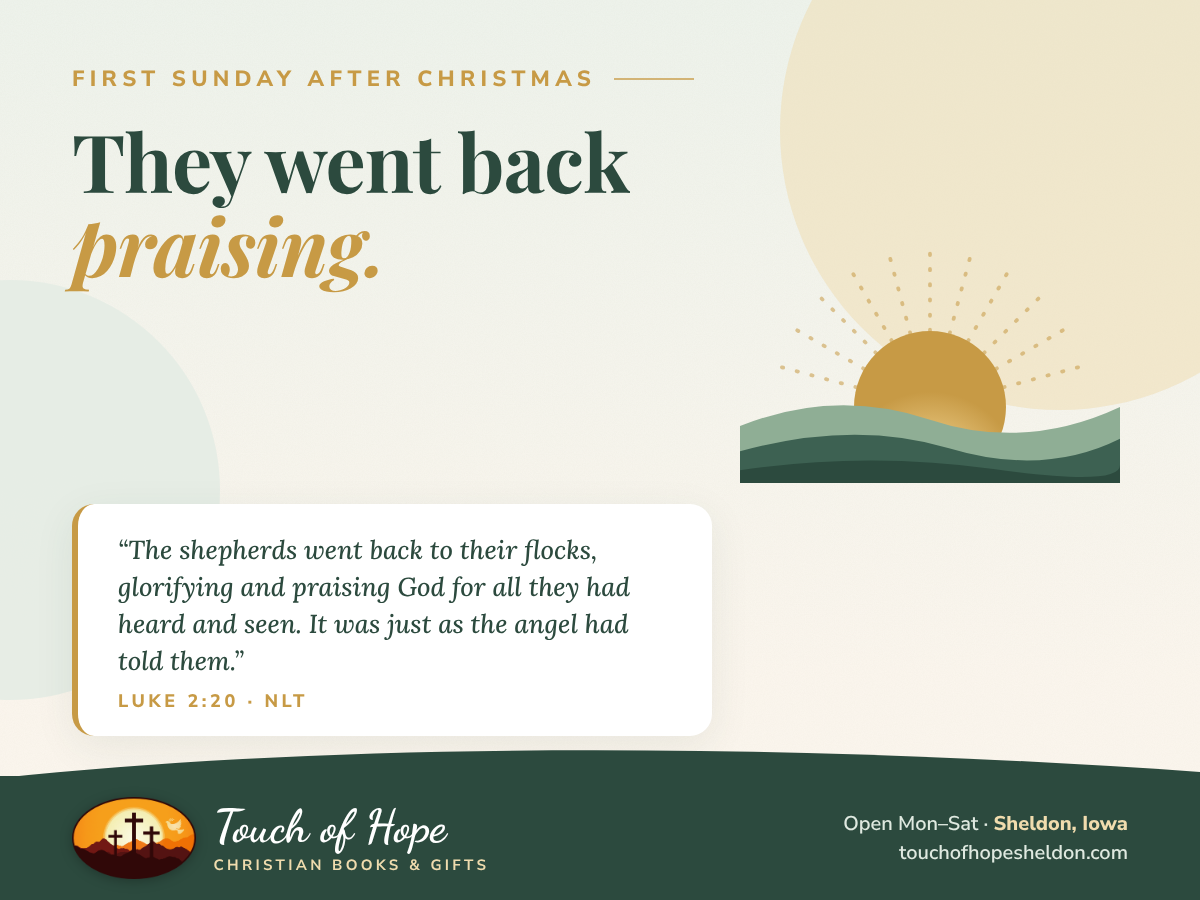 FIRST SUNDAY AFTER CHRISTMAS
They went back
praising.
“The shepherds went back to their flocks,
glorifying and praising God for all they had
heard and seen. It was just as the angel had
told them.”
LUKE 2:20 · NLT
Touch of Hope
CHRISTIAN BOOKS & GIFTS
Open Mon–Sat · Sheldon, Iowa
touchofhopesheldon.com